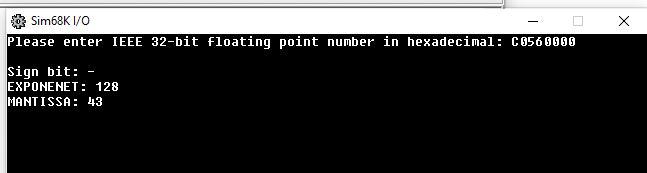 Sim68K I/O
Please enter IEEE 32-bit floating point number in hexadecimal: C0560000
Sign bit: -
EXPONENET: 128
MANTISSA: 43